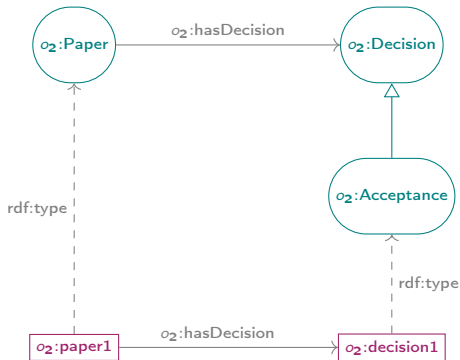 o₂:hasDecision
o₂:Paper
o₂:Decision
o₂:Acceptance
rdf:type
rdf:type
o₂:hasDecision
o₂:paper1
o₂:decision1